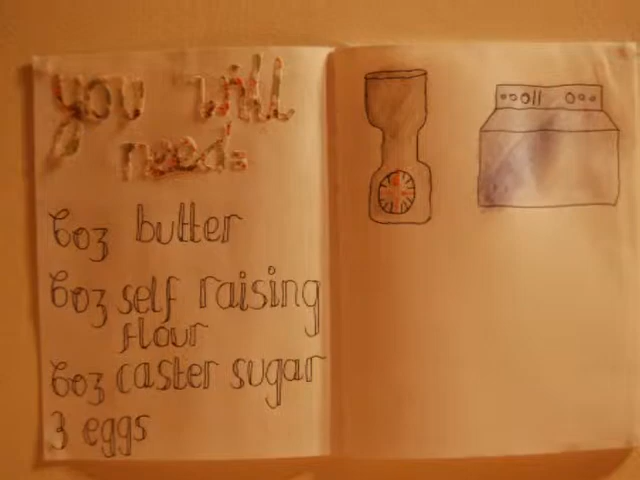 you will
need:
6oz butter
6oz self raising
flour
6oz caster sugar
3 eggs